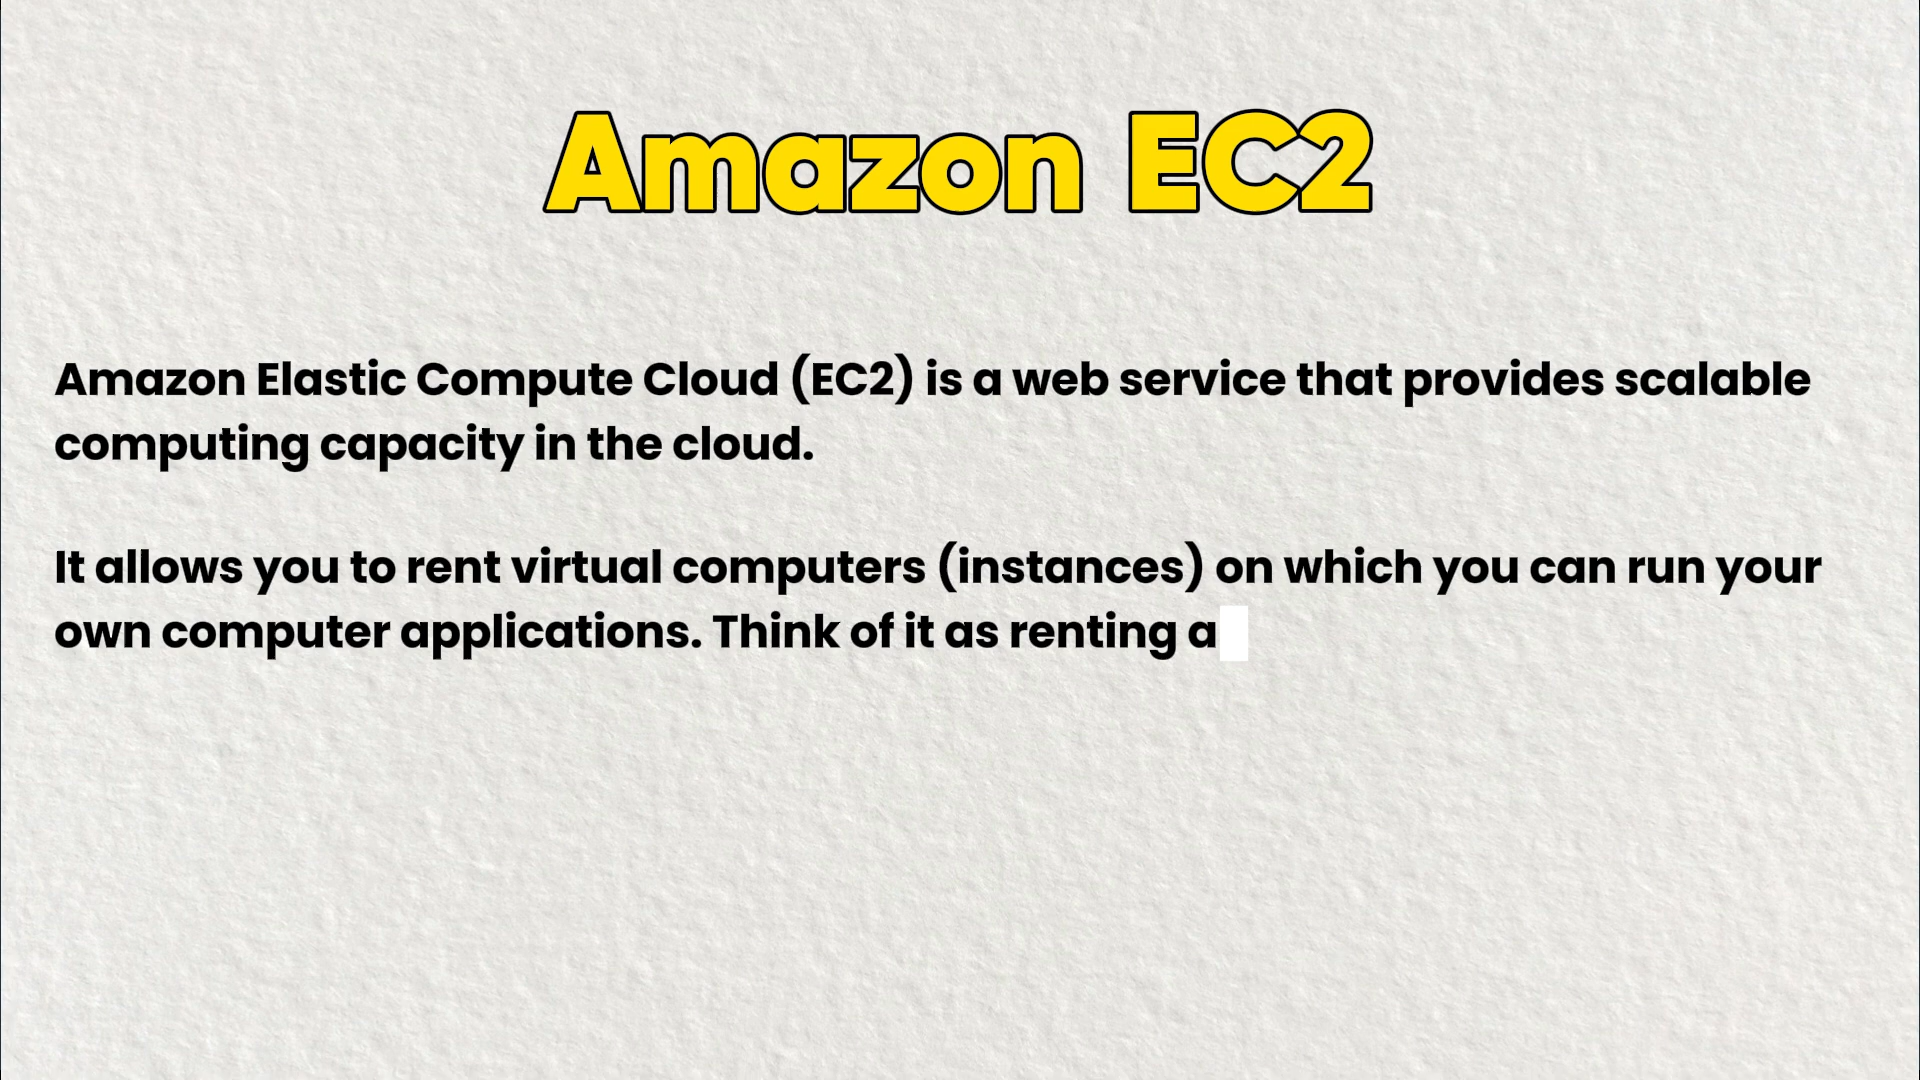 Amazon EC2
Amazon Elastic Compute Cloud (EC2) is a web service that provides scalable
computing capacity in the cloud.
It allows you to rent virtual computers (instances) on which you can run your
own computer applications. Think of it as renting a